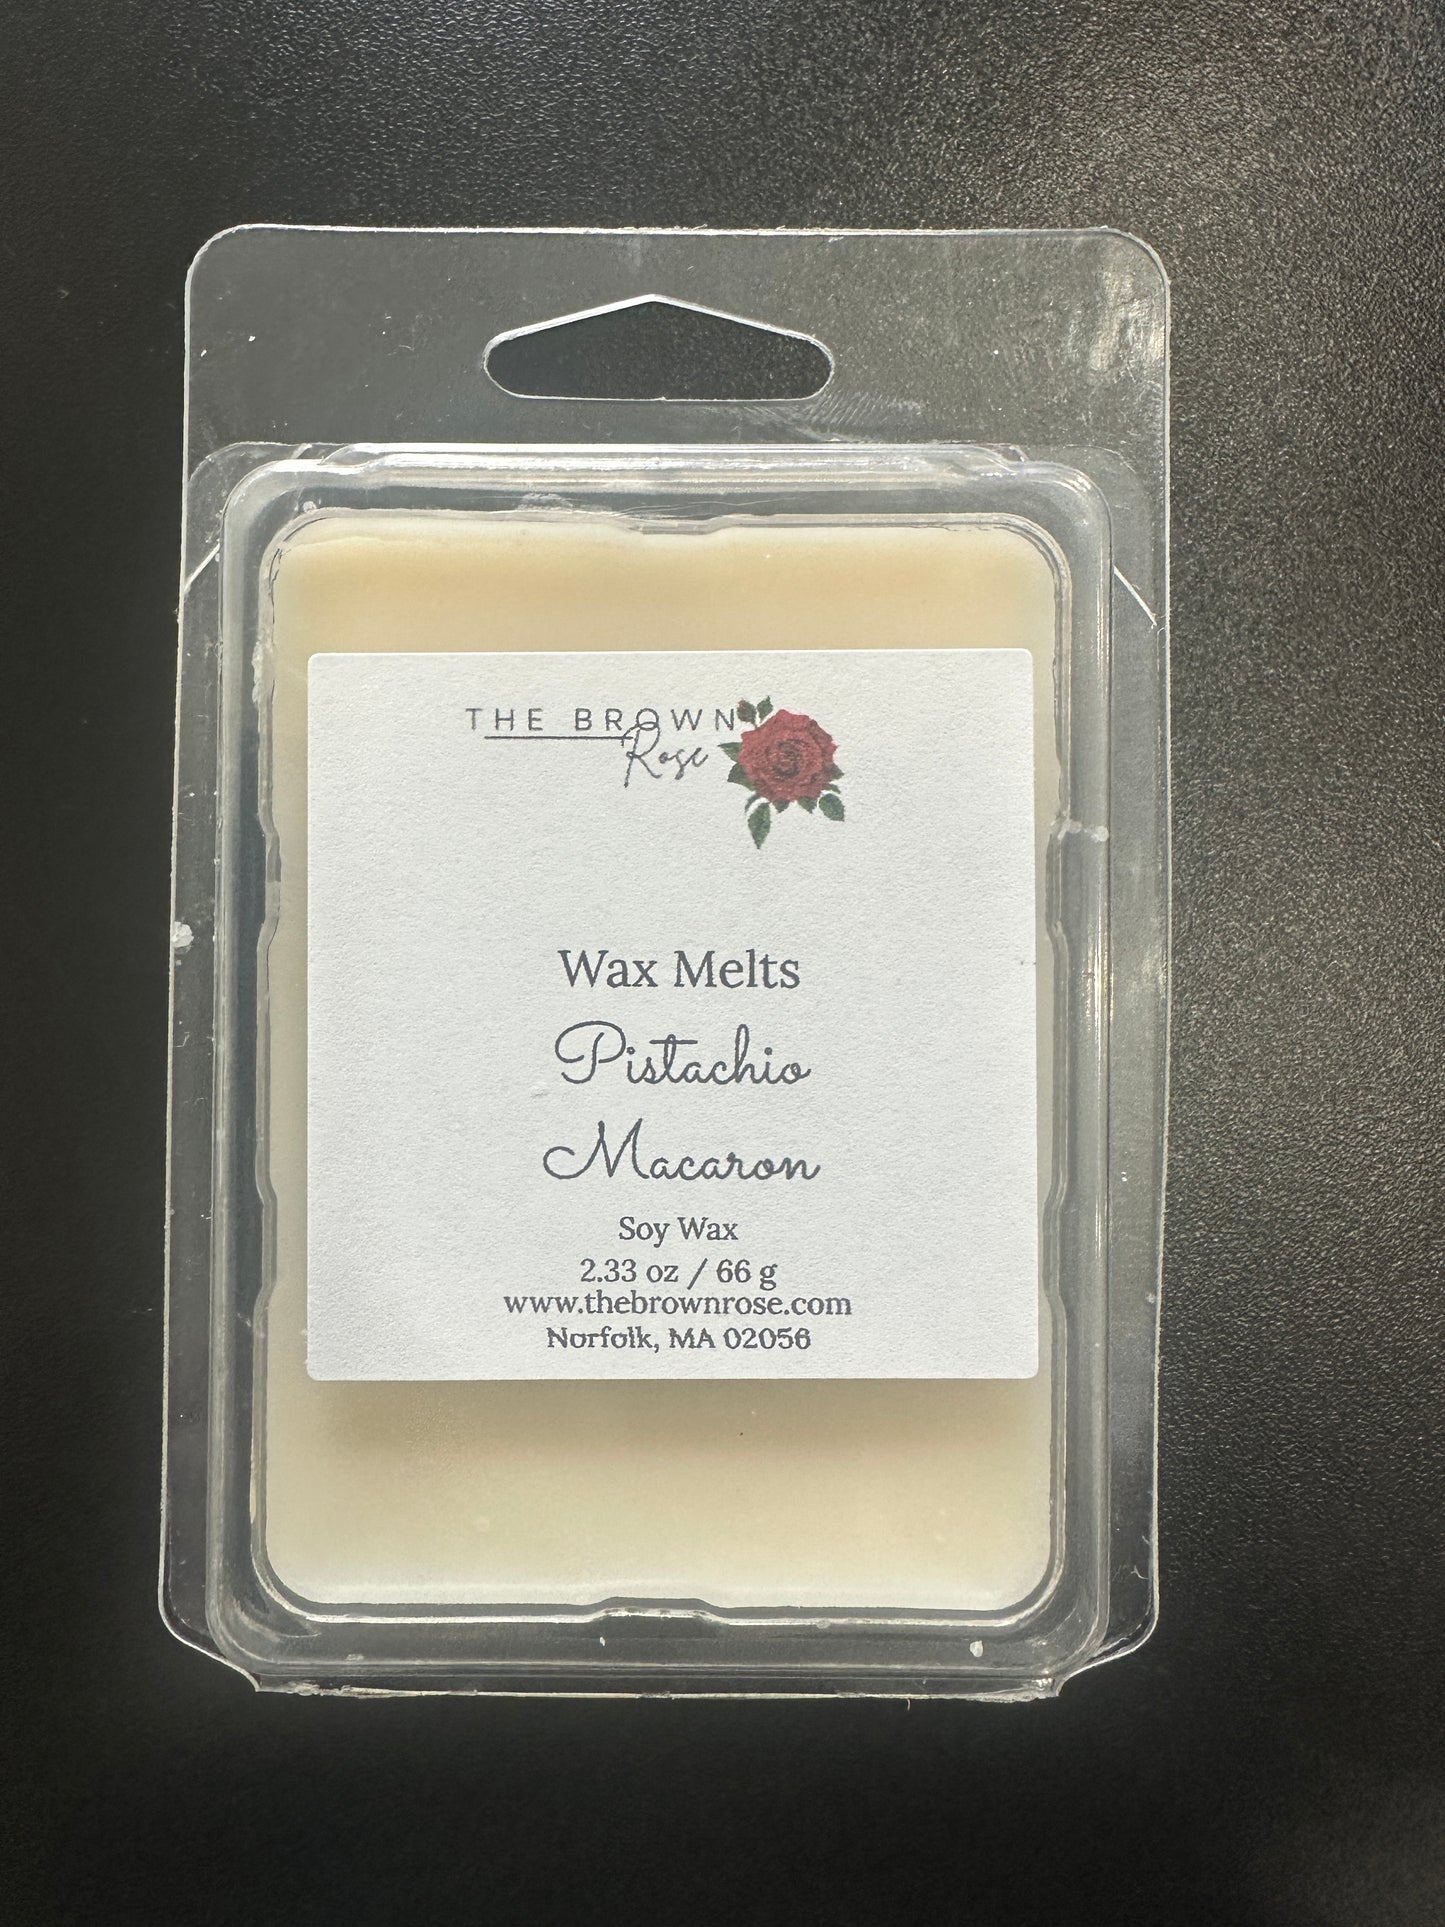 THE BROWN
Rose
Wax Melts
Pistachio
Macaron
Soy Wax
2.33 oz / 66 g
www.thebrownrose.com
Norfolk, MA 02056